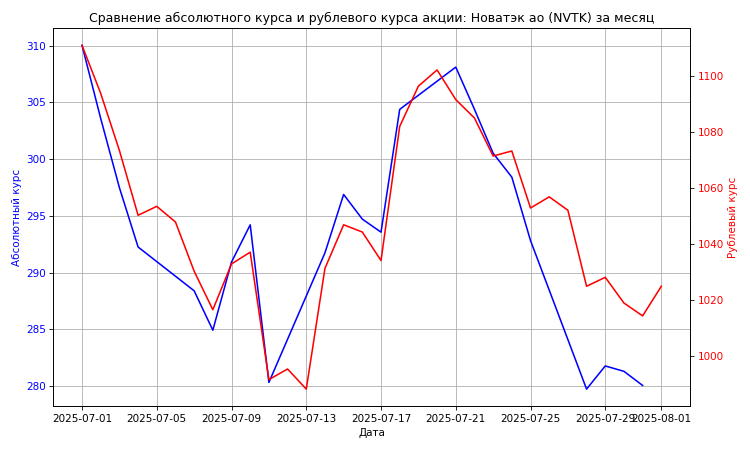 Сравнение абсолютного курса и рублевого курса акции: Новатэк ао (NVTK) за месяц
Абсолютный курс
310
305
300
295
290
285
280
1100
1080
1060
1040
1020
1000
Рублевый курс
2025-07-01 2025-07-05 2025-07-09 2025-07-13 2025-07-17 2025-07-21 2025-07-25 2025-07-29 2025-08-01
Дата